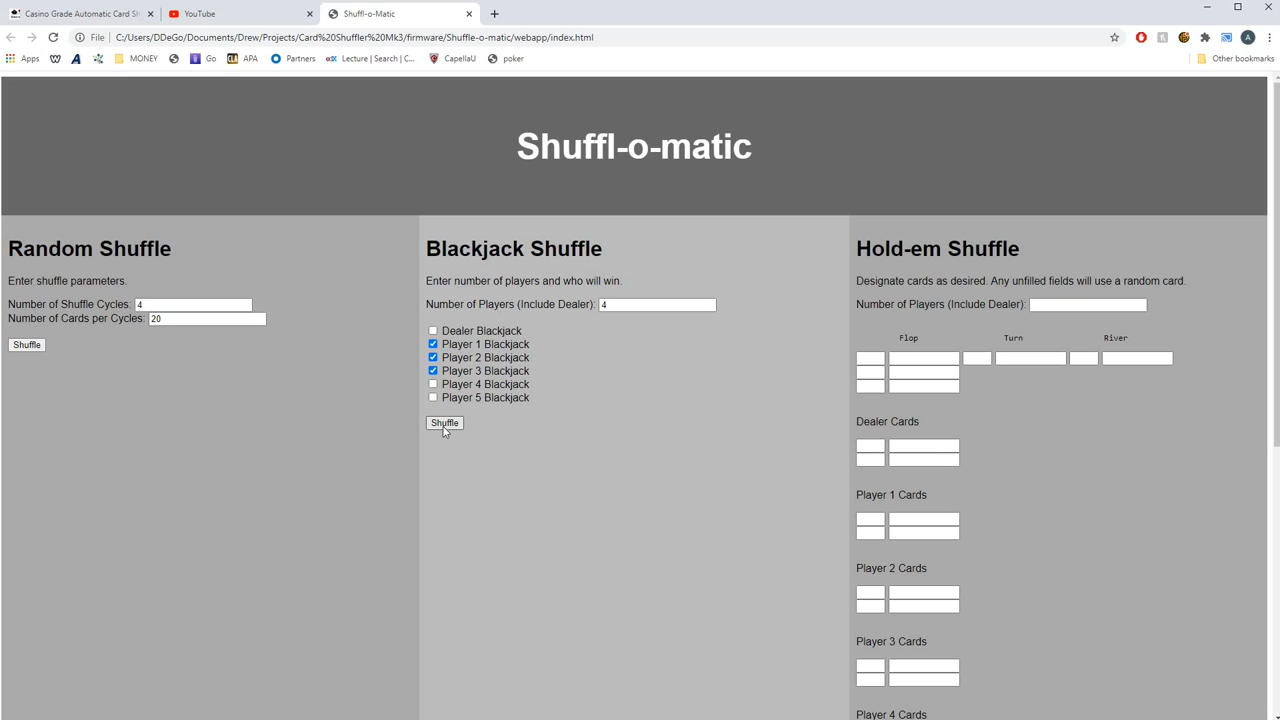 Casino Grade Automatic Card Sh
YouTube
Shuffl-o-Matic
File
C:/Users/DDeGo/Documents/Drew/Projects/Card%20Shuffler%20Mk3/firmware/Shuffle-o-matic/webapp/index.html
A
Apps
MONEY
Go
APA
Partners
Lecture | Search | C...
CapellaU
poker
Other bookmarks
Shuffl-o-matic
Random Shuffle
Enter shuffle parameters.
Number of Shuffle Cycles: 4
Number of Cards per Cycles: 20
Shuffle
Blackjack Shuffle
Enter number of players and who will win.
Number of Players (Include Dealer): 4
Dealer Blackjack
Player 1 Blackjack
Player 2 Blackjack
Player 3 Blackjack
Player 4 Blackjack
Player 5 Blackjack
Shuffle
Hold-em Shuffle
Designate cards as desired. Any unfilled fields will use a random card.
Number of Players (Include Dealer):
Flop Turn River
Dealer Cards
Player 1 Cards
Player 2 Cards
Player 3 Cards
Player 4 Cards